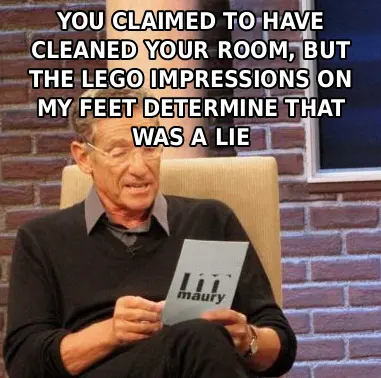 YOU CLAIMED TO HAVE
CLEANED YOUR ROOM, BUT
THE LEGO IMPRESSIONS ON
MY FEET DETERMINE THAT
WAS A LIE
maury